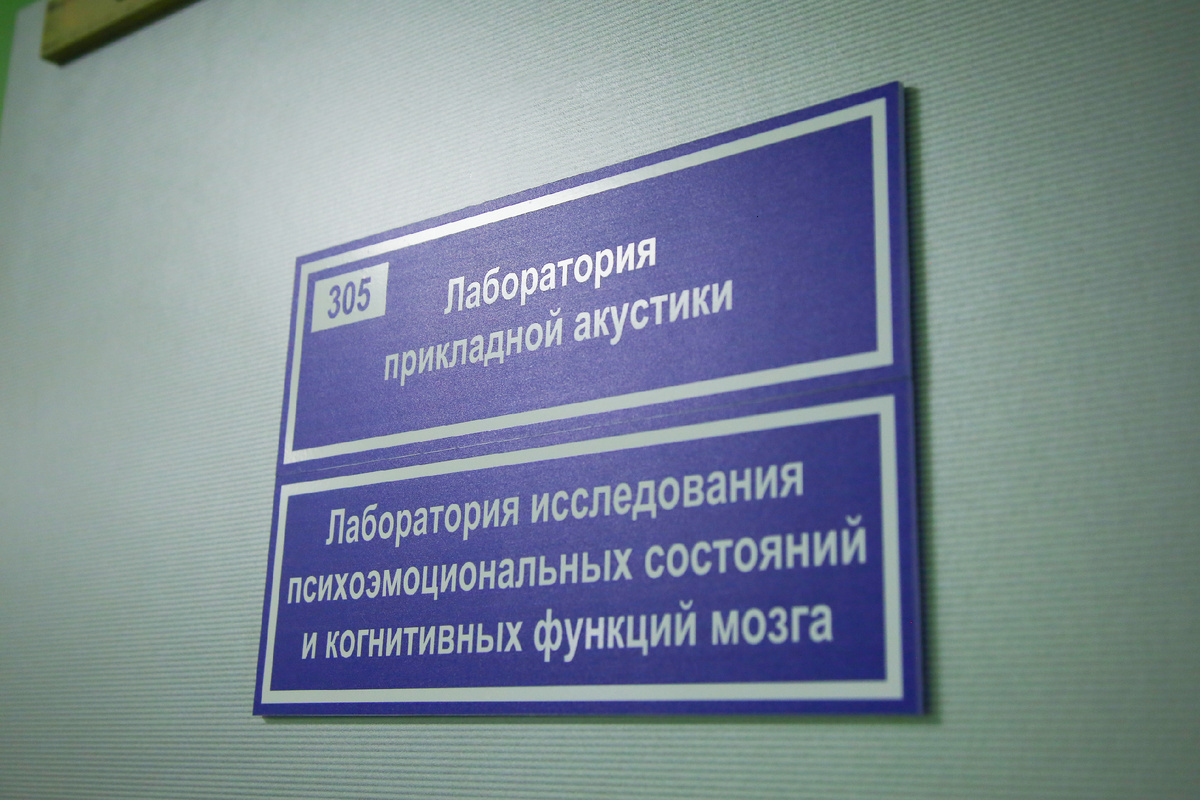 305
Лаборатория
прикладной акустики
Лаборатория исследования
психоэмоциональных состояний
и когнитивных функций мозга